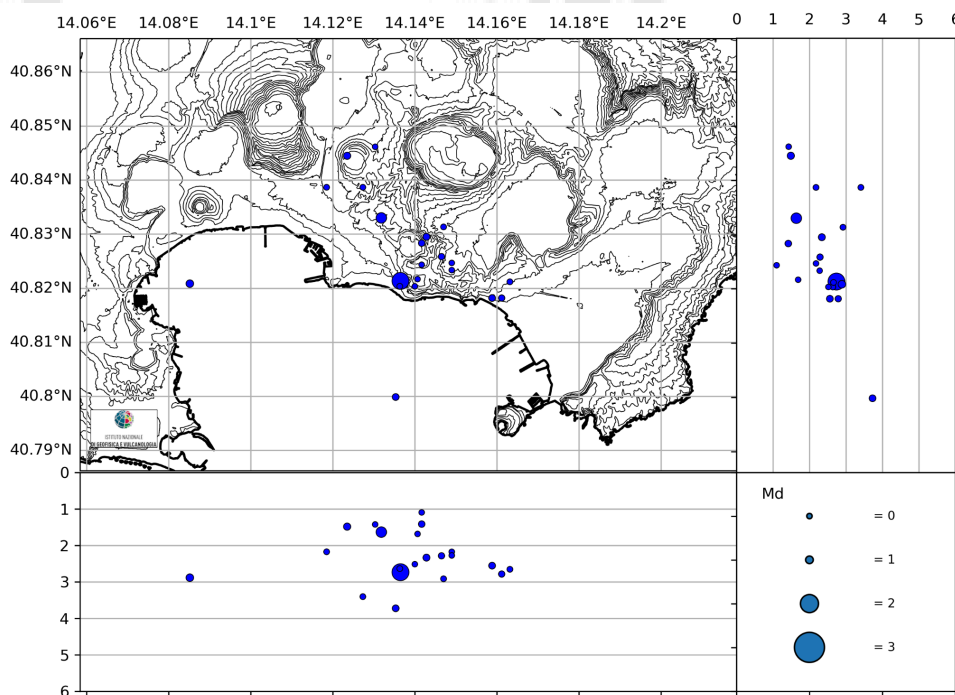 14.06°E 14.08°E 14.10°E 14.12°E 14.14°E 14.16°E 14.18°E 14.2°E 0 1 2 3 4 5 6
40.86°N
40.85°N
40.84°N
40.83°N
40.82°N
40.81°N
40.8°N
40.79°N
ISTITUTO NAZIONALE
DI GEOFISICA E VULCANOLOGIA
0
1
2
3
4
5
6
Md
= 0
= 1
= 2
= 3